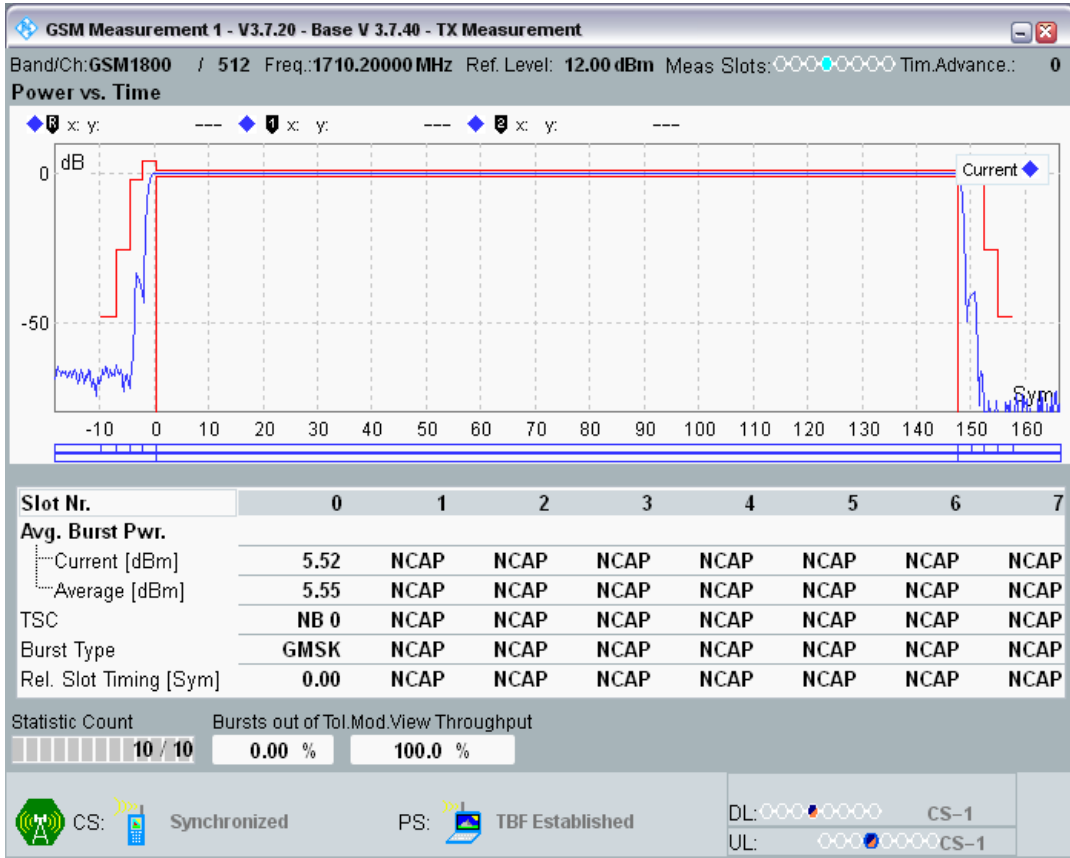 GSM Measurement 1 - V3.7.20 - Base V 3.7.40 - TX Measurement
Band/Ch:GSM1800 / 512 Freq.:1710.20000 MHz Ref. Level: 12.00 dBm Meas Slots: Tim.Advance.: 0
Power vs. Time
R x: y: --- 1 x: y: --- 2 x: y: ---
dB
Current
0
-50
Sym
-10 0 10 20 30 40 50 60 70 80 90 100 110 120 130 140 150 160
Slot Nr. 0 1 2 3 4 5 6 7
Avg. Burst Pwr.
Current [dBm] 5.52 NCAP NCAP NCAP NCAP NCAP NCAP NCAP
Average [dBm] 5.55 NCAP NCAP NCAP NCAP NCAP NCAP NCAP
TSC NB 0 NCAP NCAP NCAP NCAP NCAP NCAP NCAP
Burst Type GMSK NCAP NCAP NCAP NCAP NCAP NCAP NCAP
Rel. Slot Timing [Sym] 0.00 NCAP NCAP NCAP NCAP NCAP NCAP NCAP
Statistic Count Bursts out of Tol.Mod.View Throughput
10 / 10 0.00 % 100.0 %
CS: Synchronized PS: TBF Established
DL: CS-1
UL: CS-1